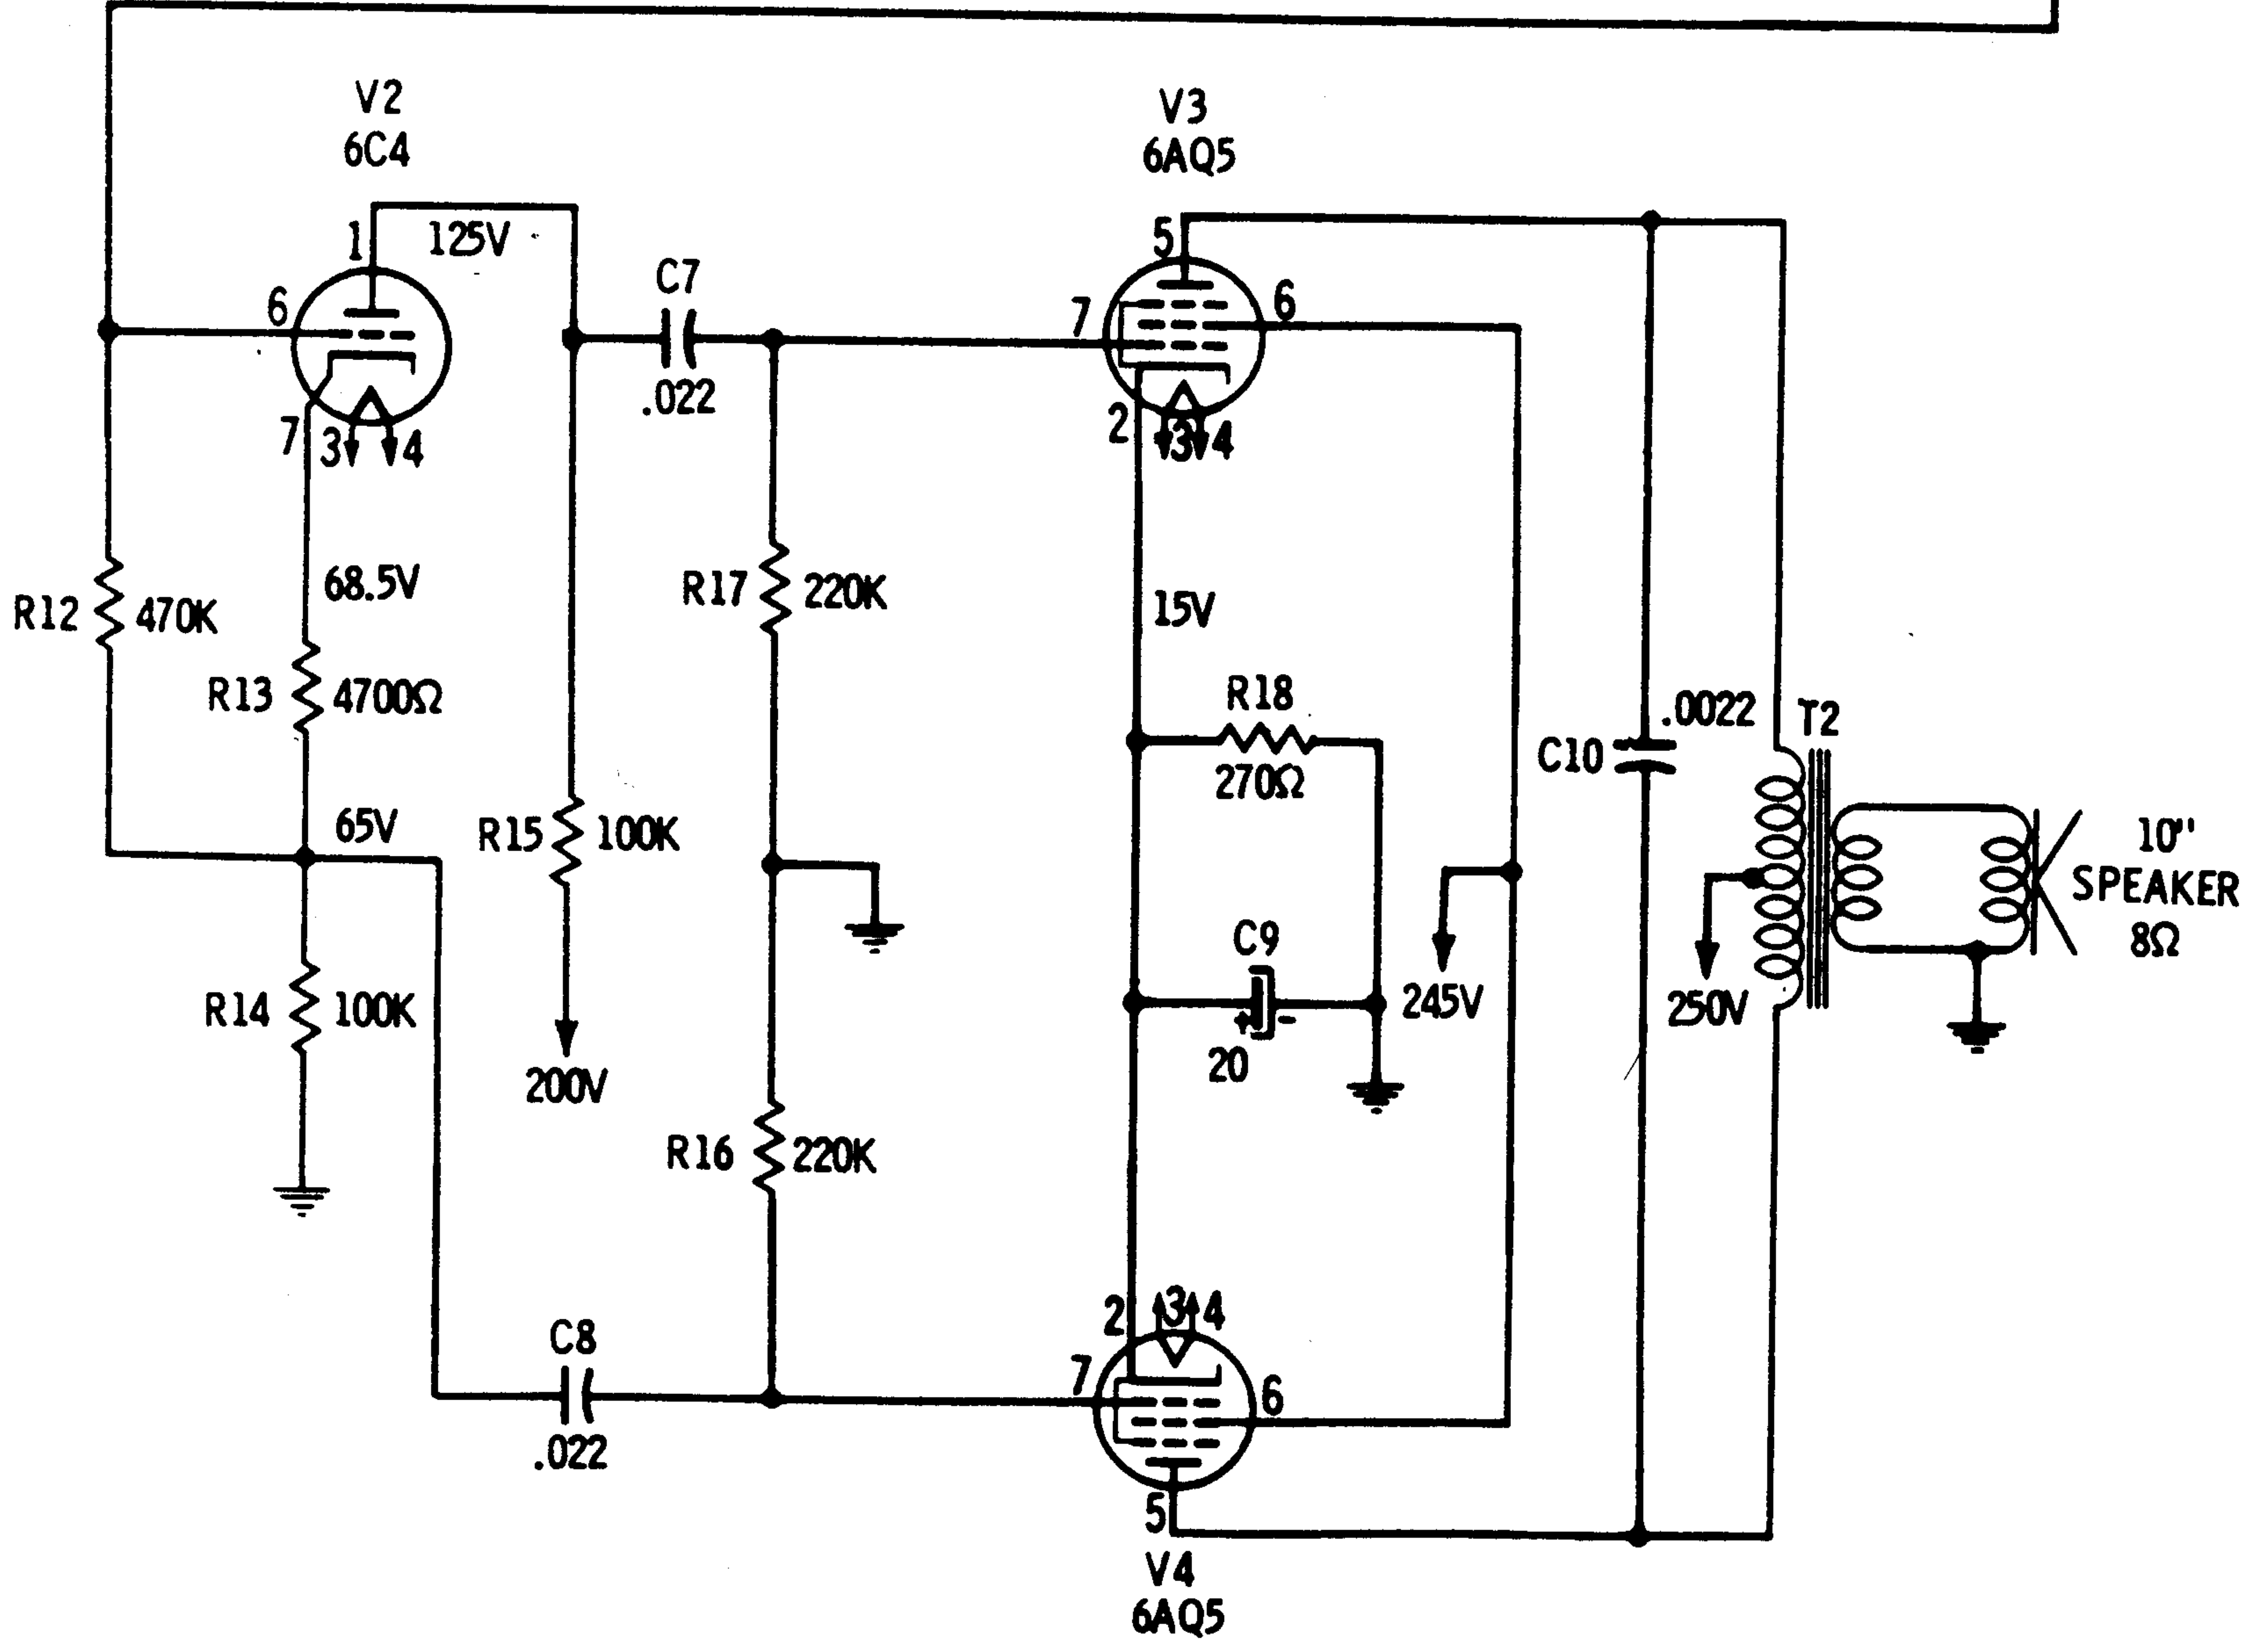 V2
6C4
V3
6AQ5
1
125V
5
6
C7
7
6
.022
7
3
4
2
3
4
R12
470K
68.5V
R17
220K
15V
R13
4700Ω
R18
270Ω
.0022
T2
C10
65V
R15
100K
10"
SPEAKER
8Ω
C9
R14
100K
+
-
20
245V
250V
200V
R16
220K
2
3
4
C8
7
6
.022
5
V4
6AQ5